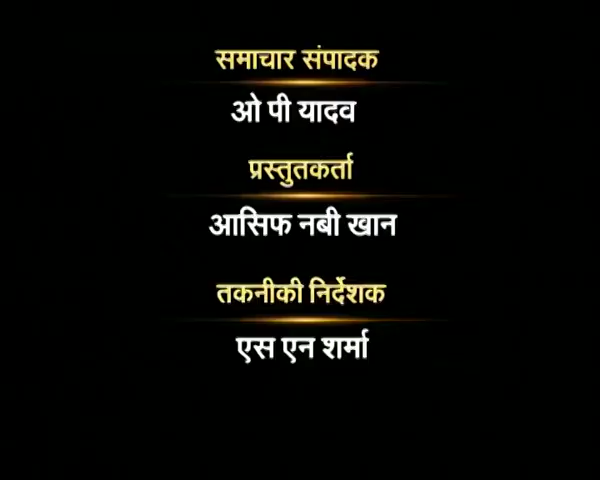 समाचार संपादक
ओ पी यादव
प्रस्तुतकर्ता
आसिफ नबी खान
तकनीकी निर्देशक
एस एन शर्मा